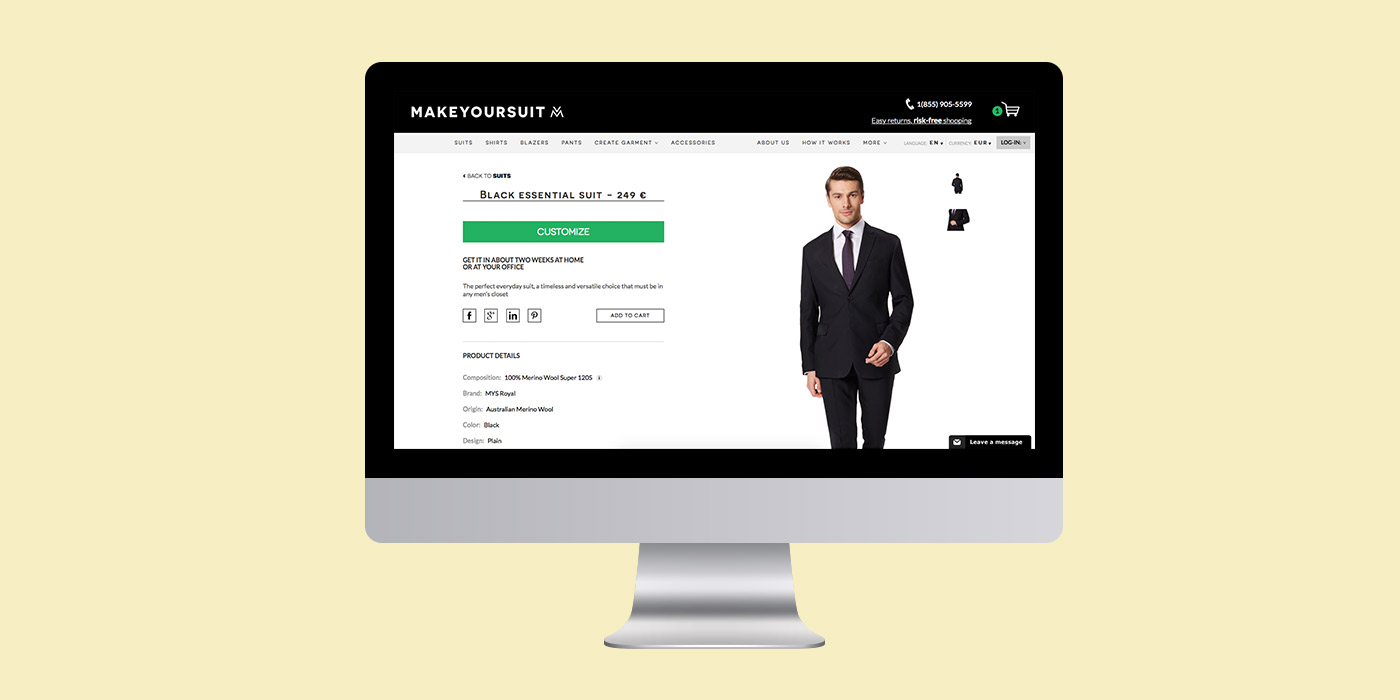 MAKEYOURSUIT
1(855) 905-5599
Easy returns, risk-free shopping
1
SUITS SHIRTS BLAZERS PANTS CREATE GARMENT ACCESSORIES ABOUT US HOW IT WORKS MORE LANGUAGE: EN CURRENCY: EUR LOG-IN:
BACK TO SUITS
BLACK ESSENTIAL SUIT – 249 €
CUSTOMIZE
GET IT IN ABOUT TWO WEEKS AT HOME
OR AT YOUR OFFICE
The perfect everyday suit, a timeless and versatile choice that must be in
any men's closet
f g+ in p
ADD TO CART
PRODUCT DETAILS
Composition: 100% Merino Wool Super 120S i
Brand: MYS Royal
Origin: Australian Merino Wool
Color: Black
Design: Plain
Leave a message